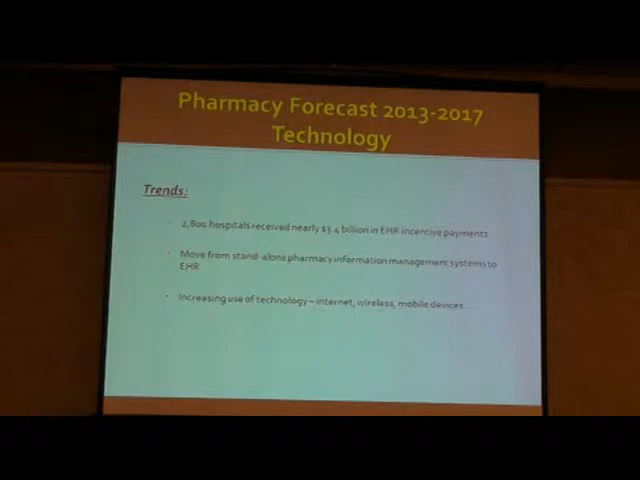 Pharmacy Forecast 2013-2017
Technology
Trends:
2,800 hospitals received nearly $3.4 billion in EHR incentive payments
Move from stand-alone pharmacy information management systems to
EHR
Increasing use of technology – internet, wireless, mobile devices...